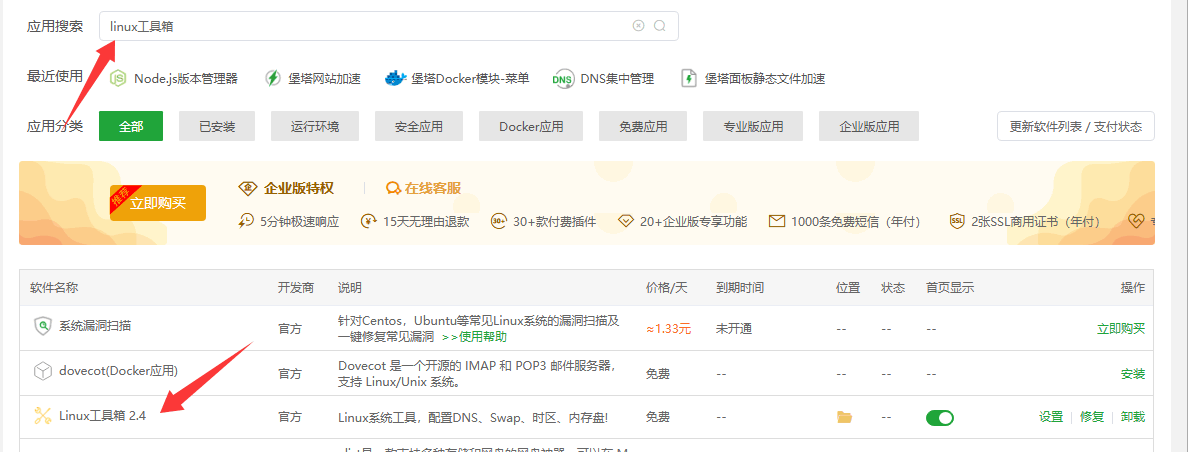 应用搜索 linux工具箱
最近使用 Node.js版本管理器 堡塔网站加速 堡塔Docker模块-菜单 DNS DNS集中管理 堡塔面板静态文件加速
应用分类 全部 已安装 运行环境 安全应用 Docker应用 免费应用 专业版应用 企业版应用 更新软件列表 / 支付状态
推荐 立即购买 企业版特权 在线客服
5分钟极速响应 15天无理由退款 30+ 30+款付费插件 20+企业版专享功能 1000条免费短信（年付） SSL 2张SSL商用证书（年付）
软件名称 开发商 说明 价格/天 到期时间 位置 状态 首页显示 操作
系统漏洞扫描 官方 针对Centos，Ubuntu等常见Linux系统的漏洞扫描及 ≈1.33元 未开通 -- -- -- 立即购买
一键修复常见漏洞 >>使用帮助
dovecot(Docker应用) 官方 Dovecot 是一个开源的 IMAP 和 POP3 邮件服务器， 免费 -- -- -- -- 安装
支持 Linux/Unix 系统。
Linux工具箱 2.4 官方 Linux系统工具，配置DNS、Swap、时区、内存盘! 免费 -- -- 设置 修复 卸载